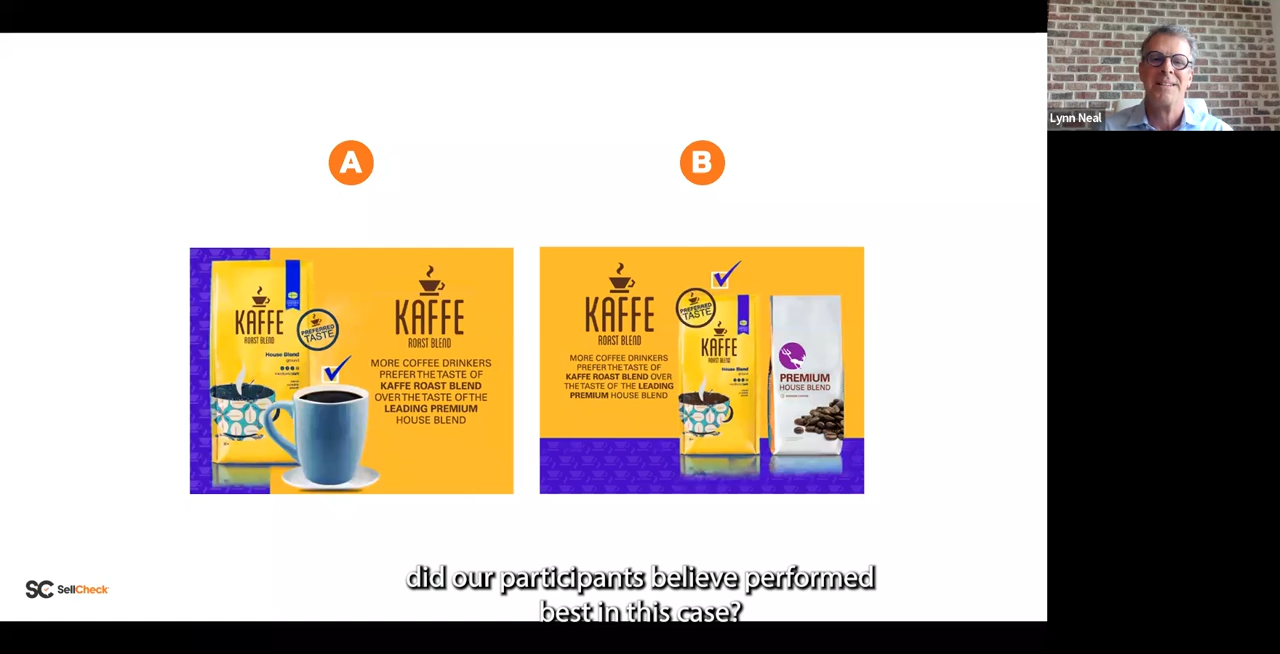 Lynn Neal
A
B
KAFFE
ROAST BLEND
House Blend
ground
PREFERRED
TASTE
KAFFE
ROAST BLEND
MORE COFFEE DRINKERS
PREFER THE TASTE OF
KAFFE ROAST BLEND
OVER THE TASTE OF THE
LEADING PREMIUM
HOUSE BLEND
KAFFE
ROAST BLEND
MORE COFFEE DRINKERS
PREFER THE TASTE OF
KAFFE ROAST BLEND OVER
THE TASTE OF THE LEADING
PREMIUM HOUSE BLEND
PREFERRED
TASTE
KAFFE
ROAST BLEND
House Blend
PREMIUM
HOUSE BLEND
SC SellCheck
did our participants believe performed
best in this case?